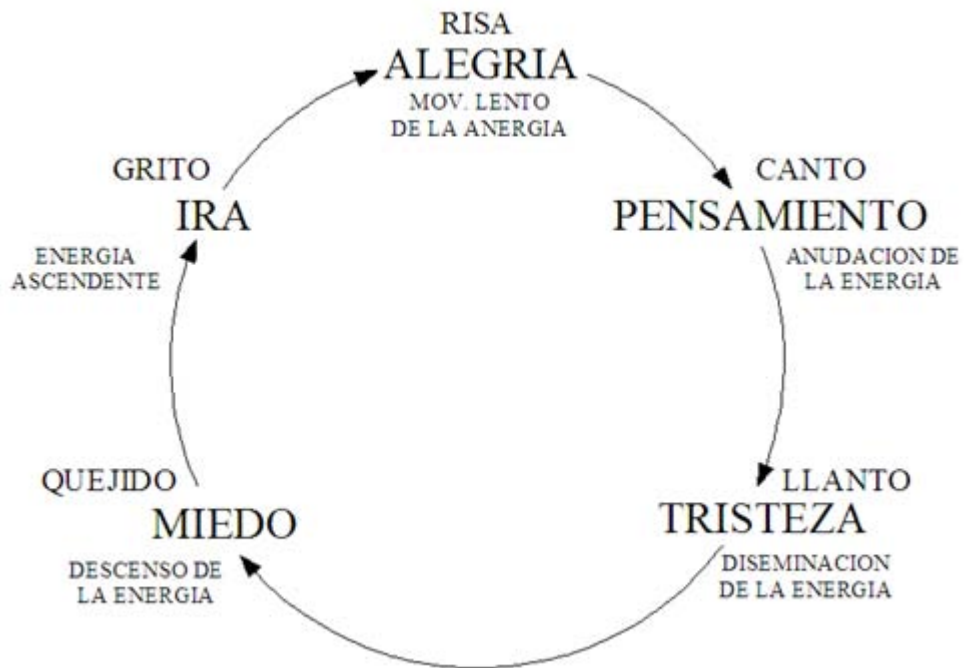 RISA
ALEGRIA
MOV. LENTO
DE LA ANERGIA
CANTO
PENSAMIENTO
ANUDACION DE
LA ENERGIA
LLANTO
TRISTEZA
DISEMINACION
DE LA ENERGIA
QUEJIDO
MIEDO
DESCENSO DE
LA ENERGIA
GRITO
IRA
ENERGIA
ASCENDENTE